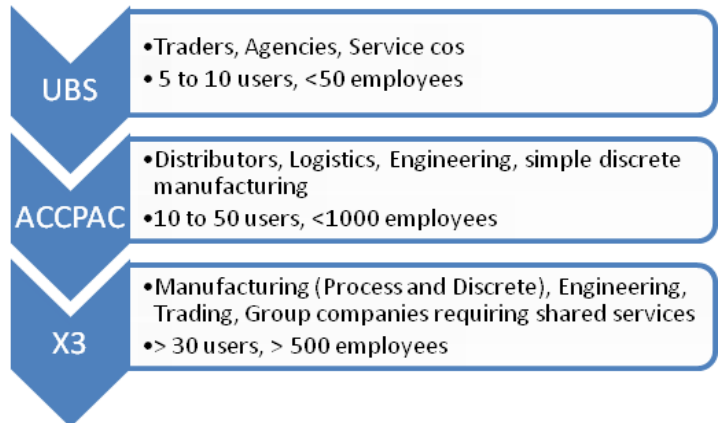 UBS
•Traders, Agencies, Service cos
• 5 to 10 users, <50 employees
ACCPAC
•Distributors, Logistics, Engineering, simple discrete
manufacturing
•10 to 50 users, <1000 employees
X3
•Manufacturing (Process and Discrete), Engineering,
Trading, Group companies requiring shared services
•> 30 users, > 500 employees